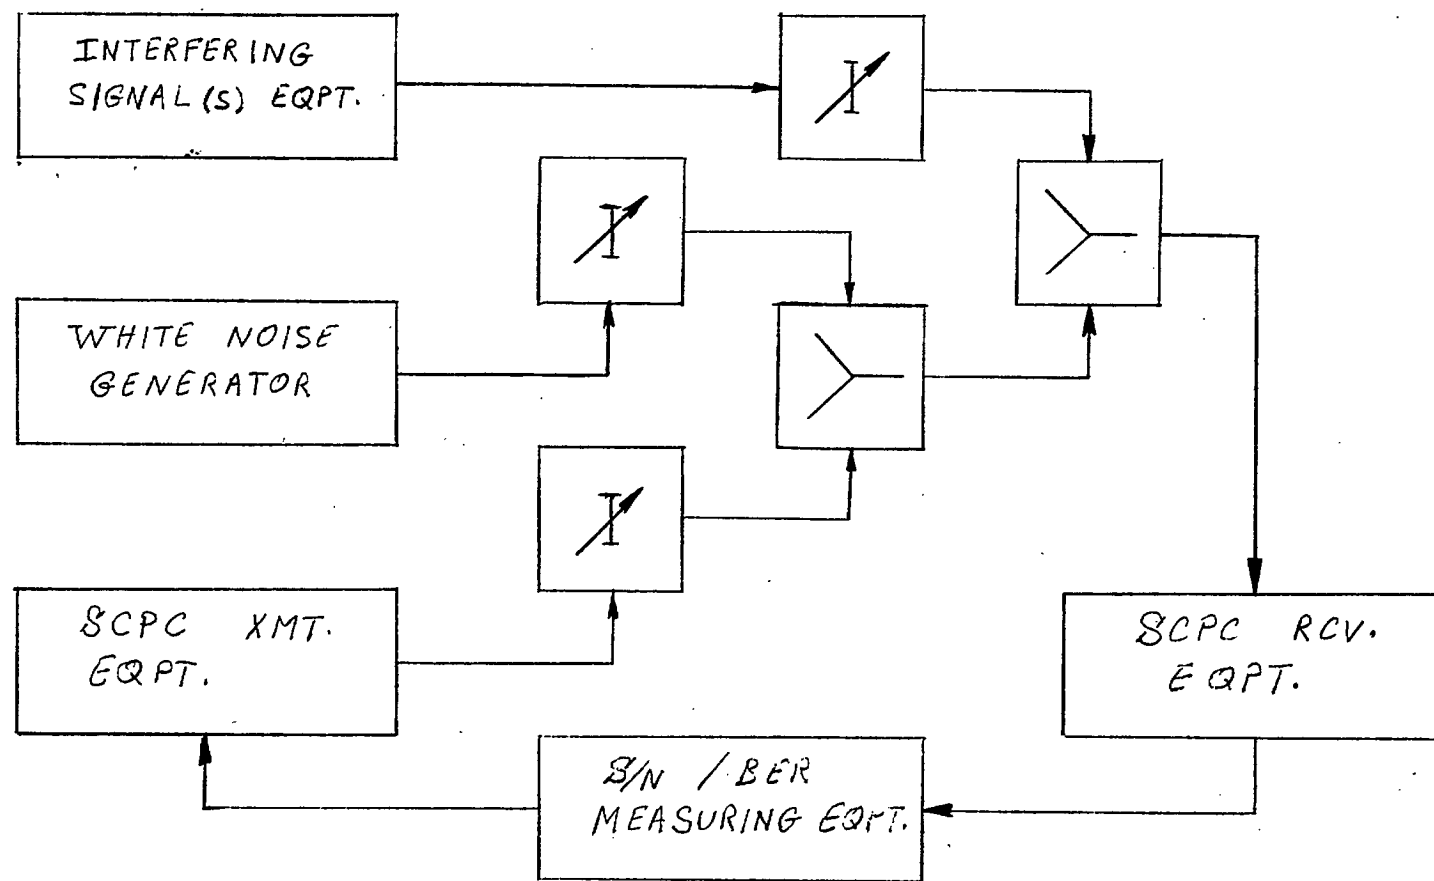 INTERFERING
SIGNAL(S) EQPT.
WHITE NOISE
GENERATOR
SCPC XMT.
EQPT.
SCPC RCV.
EQPT.
S/N / BER
MEASURING EQPT.